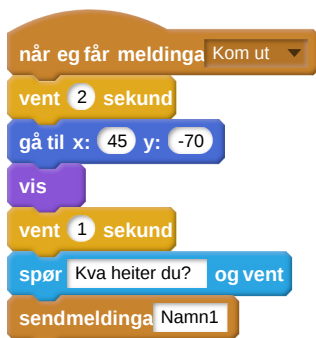 når eg får meldinga Kom ut
vent 2 sekund
gå til x: 45 y: -70
vis
vent 1 sekund
spør Kva heiter du? og vent
sendmeldinga Namn1